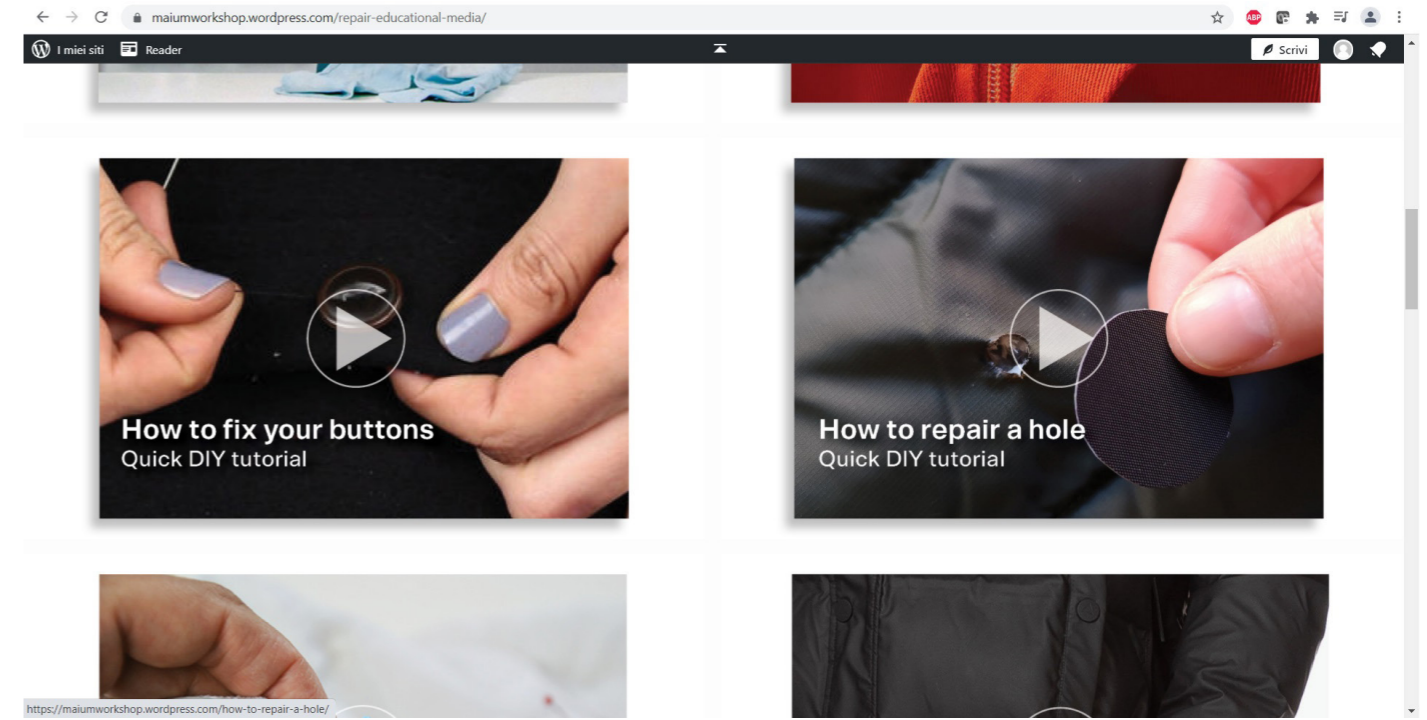 maiumworkshop.wordpress.com/repair-educational-media/
ABP
I miei siti
Reader
Scrivi
How to fix your buttons
Quick DIY tutorial
How to repair a hole
Quick DIY tutorial
https://maiumworkshop.wordpress.com/how-to-repair-a-hole/